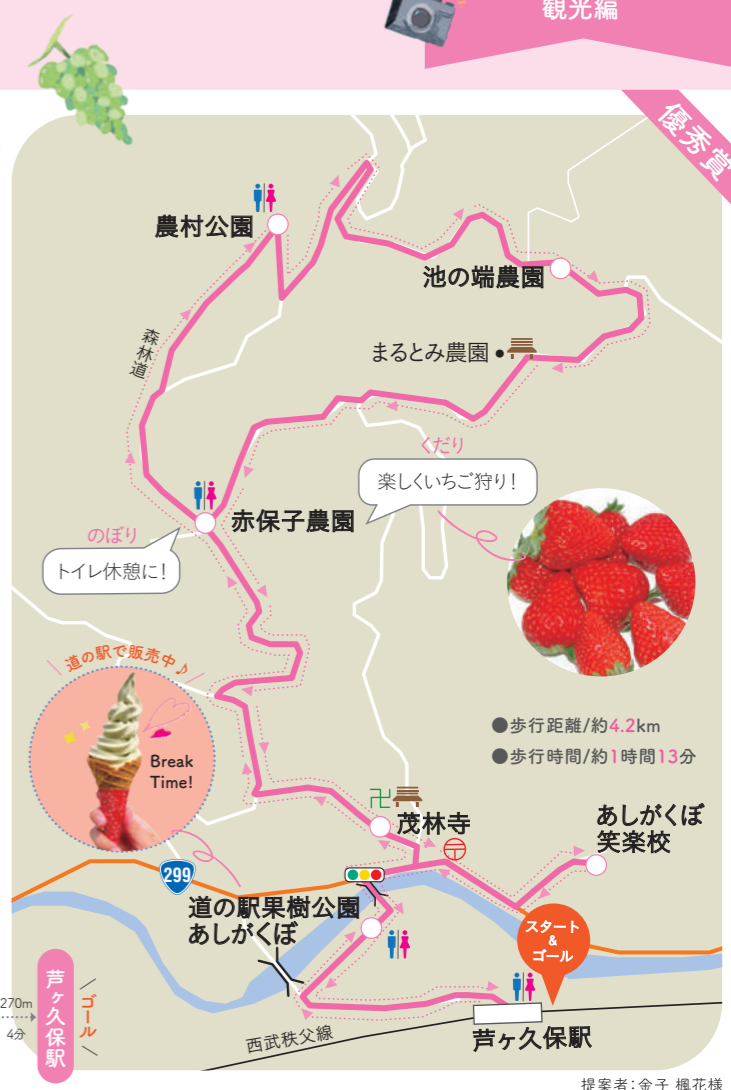 観光編
優秀賞
農村公園
池の端農園
森林道
まるとみ農園
くだり
楽しくいちご狩り!
赤保子農園
のぼり
トイレ休憩に!
道の駅で販売中♪
Break
Time!
●歩行距離/約4.2km
●歩行時間/約1時間13分
卍
茂林寺
〒
あしがくぼ
笑楽校
299
道の駅果樹公園
あしがくぼ
スタート
&
ゴール
270m
4分
芦ヶ久保駅
ゴール
西武秩父線
芦ヶ久保駅
提案者:金子 楓花様